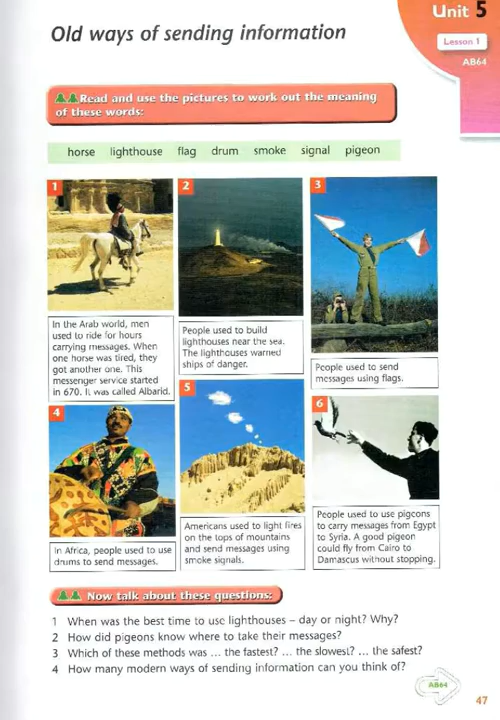 Unit 5
Old ways of sending information
Lesson 1
AB64
Read and use the pictures to work out the meaning
of these words:
horse lighthouse flag drum smoke signal pigeon
1
2
3
In the Arab world, men
used to ride for hours
carrying messages. When
one horse was tired, they
got another one. This
messenger service started
in 670. It was called Albarid.
People used to build
lighthouses near the sea.
The lighthouses warned
ships of danger.
People used to send
messages using flags.
4
5
6
In Africa, people used to use
drums to send messages.
Americans used to light fires
on the tops of mountains
and send messages using
smoke signals.
People used to use pigeons
to carry messages from Egypt
to Syria. A good pigeon
could fly from Cairo to
Damascus without stopping.
Now talk about these questions:
1 When was the best time to use lighthouses – day or night? Why?
2 How did pigeons know where to take their messages?
3 Which of these methods was ... the fastest? ... the slowest? ... the safest?
4 How many modern ways of sending information can you think of?
AB64
47